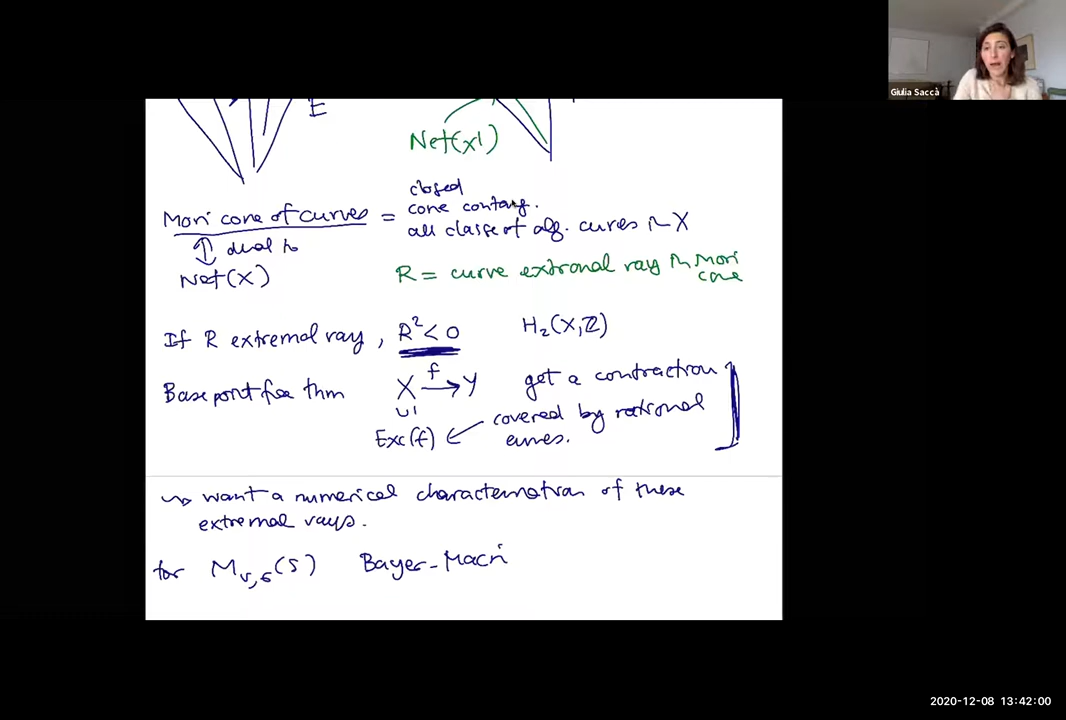 Giulia Saccà
E
Nef(X')
closed
Mori cone of curves = cone containg.
all classe of alg. curves in X
⇕ dual to
Nef(X)
R = curve extremal ray in Mori
cone
If R extremal ray, R² < 0 H₂(X,ℤ)
Base point free thm X →f Y get a contraction
∪|
Exc(f) ← covered by rational
curves.
↝ want a numerical characterization of these
extremal rays.
for M_{v,σ}(S) Bayer-Macrì
2020-12-08 13:42:00